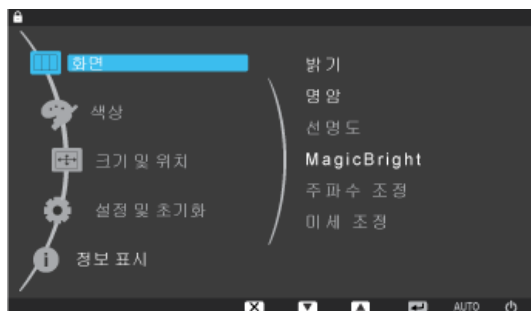 화면
색상
크기 및 위치
설정 및 초기화
정보 표시
밝기
명암
선명도
MagicBright
주파수 조정
미세 조정
AUTO